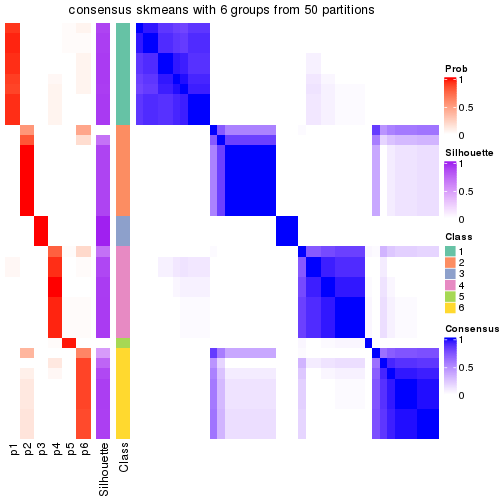 consensus skmeans with 6 groups from 50 partitions
Prob
1
0.5
0
Silhouette
1
0.5
0
Class
1
2
3
4
5
6
Consensus
1
0.5
0
p1
p2
p3
p4
p5
p6
Silhouette
Class